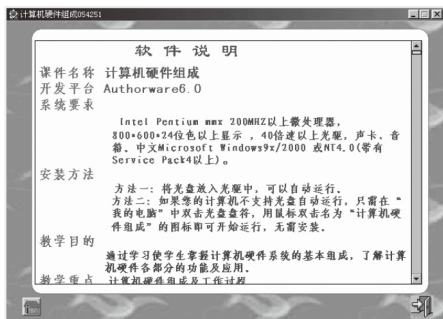 计算机硬件组成054251
软件说明
课件名称 计算机硬件组成
开发平台 Authorware6.0
系统要求
Intel Pentium mmx 200MHZ以上微处理器，
800*600*24位色以上显示 ，40倍速以上光驱，声卡、音
箱、中文Microsoft Windows9x/2000 或NT4.0(带有
Service Pack4以上)。
安装方法
方法一：将光盘放入光驱中，可以自动运行。
方法二：如果您的计算机不支持光盘自动运行，只需在“
我的电脑”中双击光盘盘符，用鼠标双击名为“计算机硬
件组成”的图标即可开始运行，无需安装。
教学目的
通过学习使学生掌握计算机硬件系统的基本组成，了解计算
机硬件各部分的功能及应用。
教学重点 计算机硬件组成及工作过程